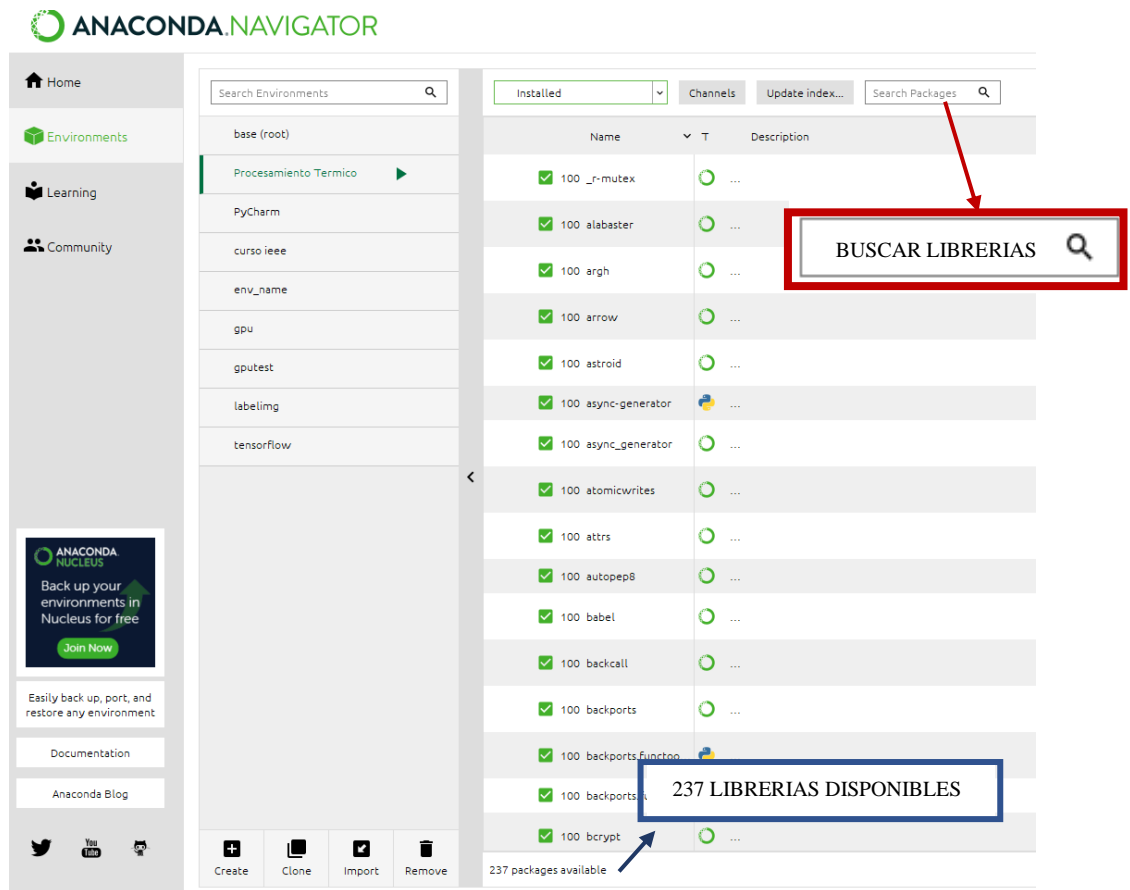 ANACONDA.NAVIGATOR
Home
Environments
Learning
Community
ANACONDA.
NUCLEUS
Back up your
environments in
Nucleus for free
Join Now
Easily back up, port, and
restore any environment
Documentation
Anaconda Blog
You
Tube
Search Environments
base (root)
Procesamiento Termico
PyCharm
curso ieee
env_name
gpu
gputest
labelimg
tensorflow
Create Clone Import Remove
Installed Channels Update index... Search Packages
Name T Description
100 _r-mutex ...
100 alabaster ...
100 argh ...
100 arrow ...
100 astroid ...
100 async-generator ...
100 async_generator ...
100 atomicwrites ...
100 attrs ...
100 autopep8 ...
100 babel ...
100 backcall ...
100 backports ...
100 backports.functoo
100 backports.
100 bcrypt ...
237 packages available
BUSCAR LIBRERIAS
237 LIBRERIAS DISPONIBLES